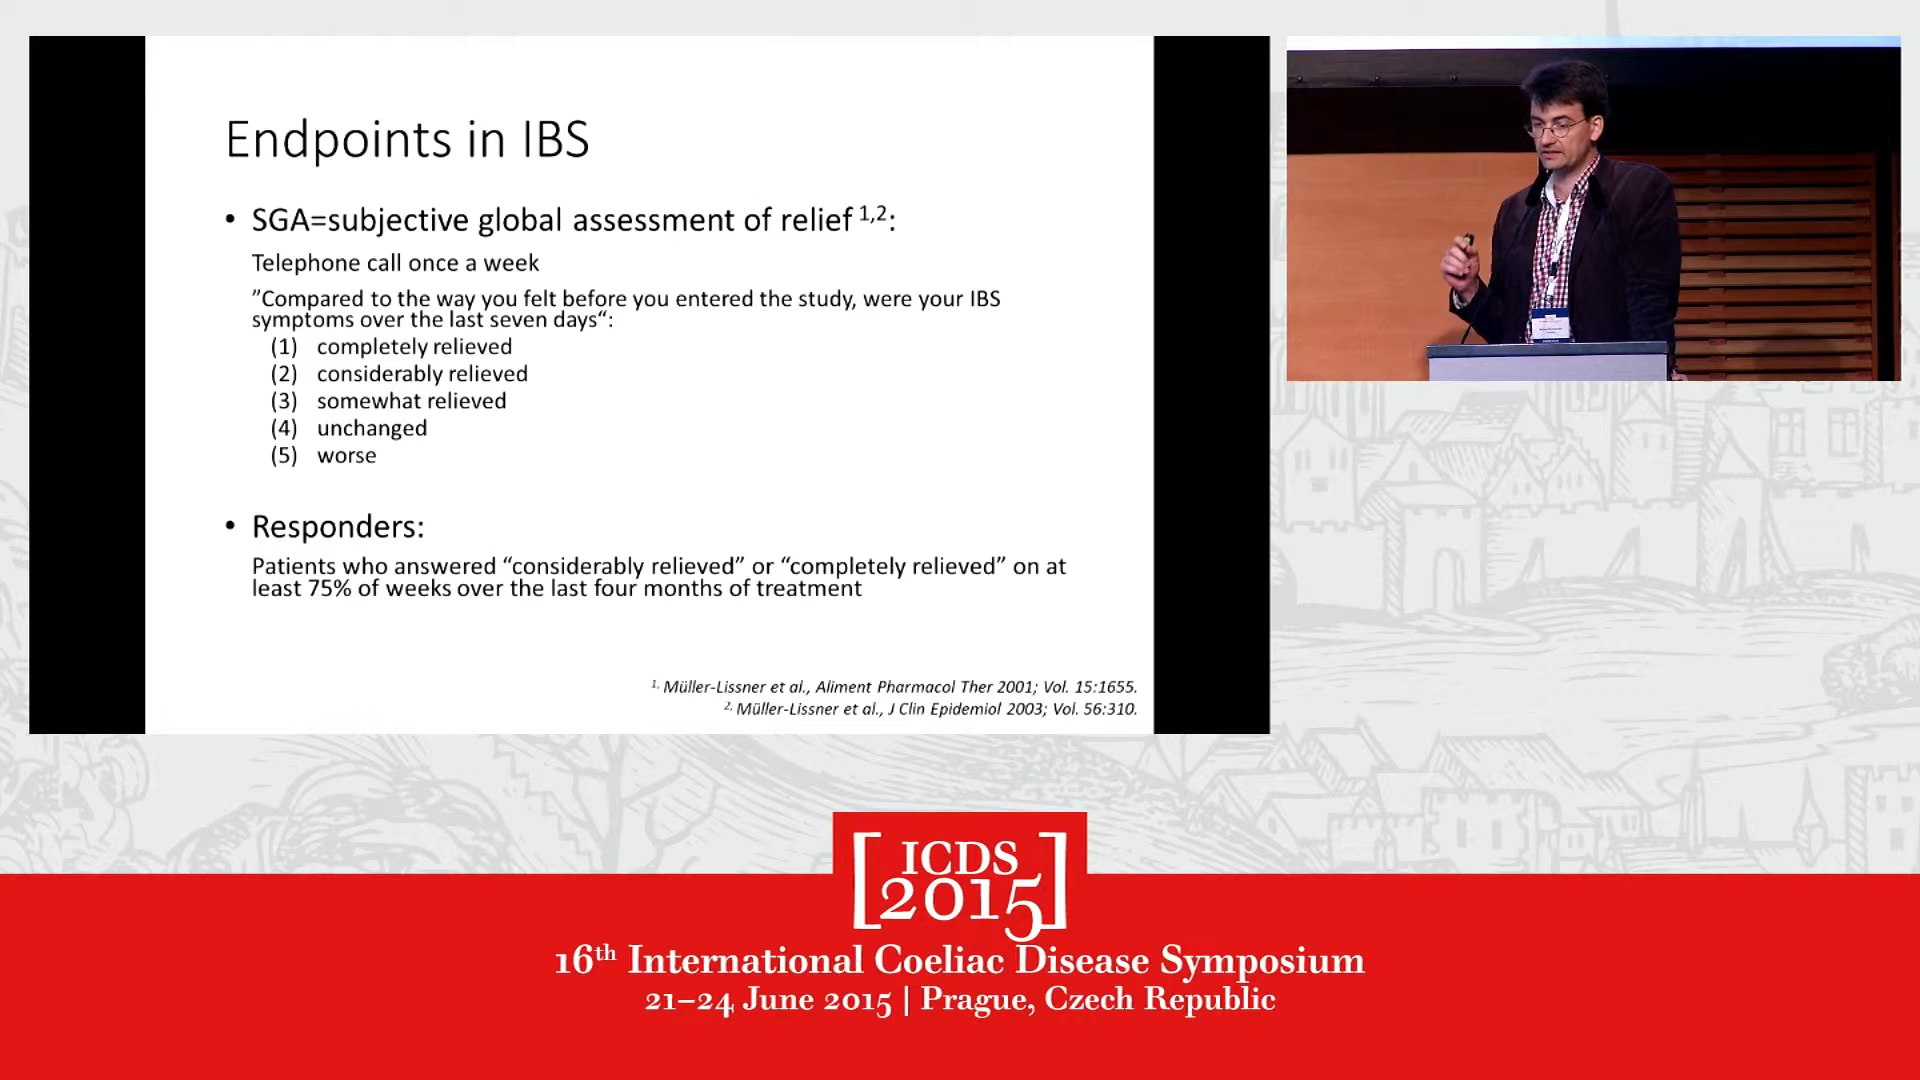 Endpoints in IBS
• SGA=subjective global assessment of relief 1,2:
Telephone call once a week
”Compared to the way you felt before you entered the study, were your IBS
symptoms over the last seven days“:
(1) completely relieved
(2) considerably relieved
(3) somewhat relieved
(4) unchanged
(5) worse
• Responders:
Patients who answered “considerably relieved” or “completely relieved” on at
least 75% of weeks over the last four months of treatment
1. Müller-Lissner et al., Aliment Pharmacol Ther 2001; Vol. 15:1655.
2. Müller-Lissner et al., J Clin Epidemiol 2003; Vol. 56:310.
[ICDS
2015]
16th International Coeliac Disease Symposium
21–24 June 2015 | Prague, Czech Republic